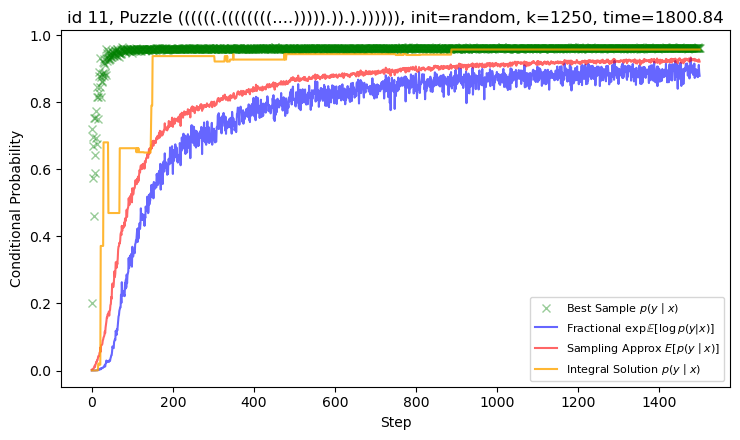 id 11, Puzzle ((((((.((((((((....))))).)).).)))))), init=random, k=1250, time=1800.84
Conditional Probability
1.0
0.8
0.6
0.4
0.2
0.0
0 200 400 600 800 1000 1200 1400
Step
Best Sample p(y | x)
Fractional exp𝔼[log p(y|x)]
Sampling Approx E[p(y | x)]
Integral Solution p(y | x)